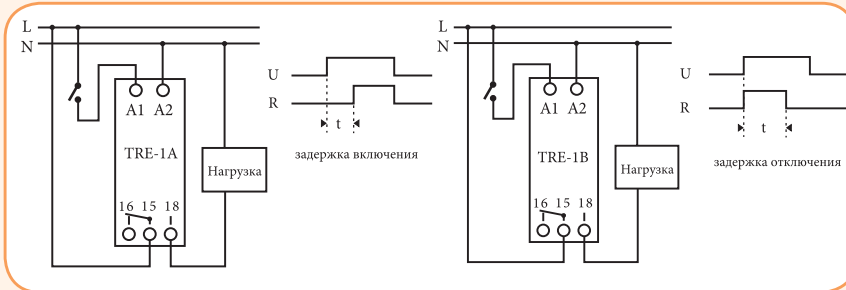 L
N
A1 A2
TRE-1A
16 15 18
Нагрузка
U
R
t
задержка включения
L
N
A1 A2
TRE-1B
16 15 18
Нагрузка
U
R
t
задержка отключения